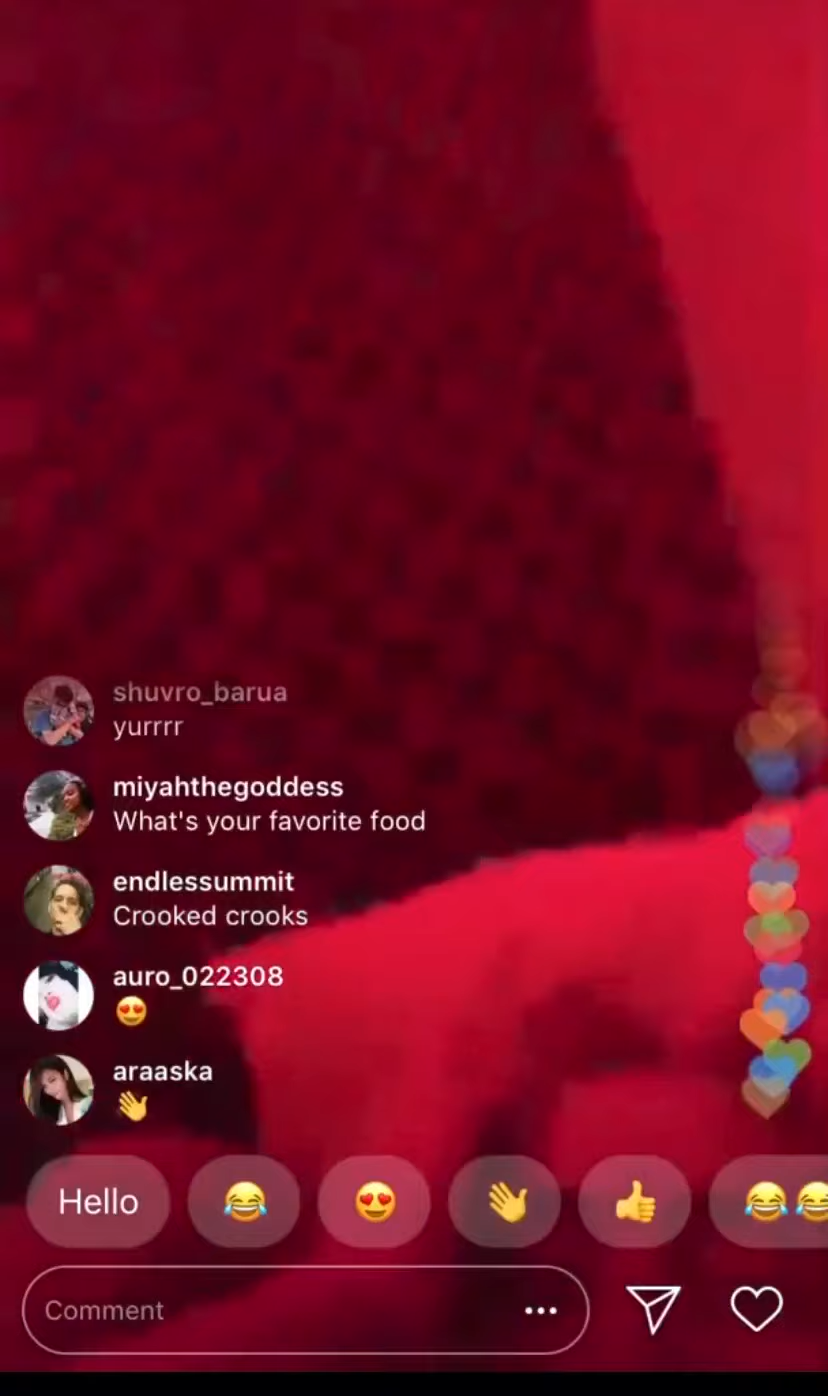 shuvro_barua
yurrrr
miyahthegoddess
What's your favorite food
endlessummit
Crooked crooks
auro_022308
😍
araaska
👋
Hello 😂 😍 👋 👍 😂😂
Comment